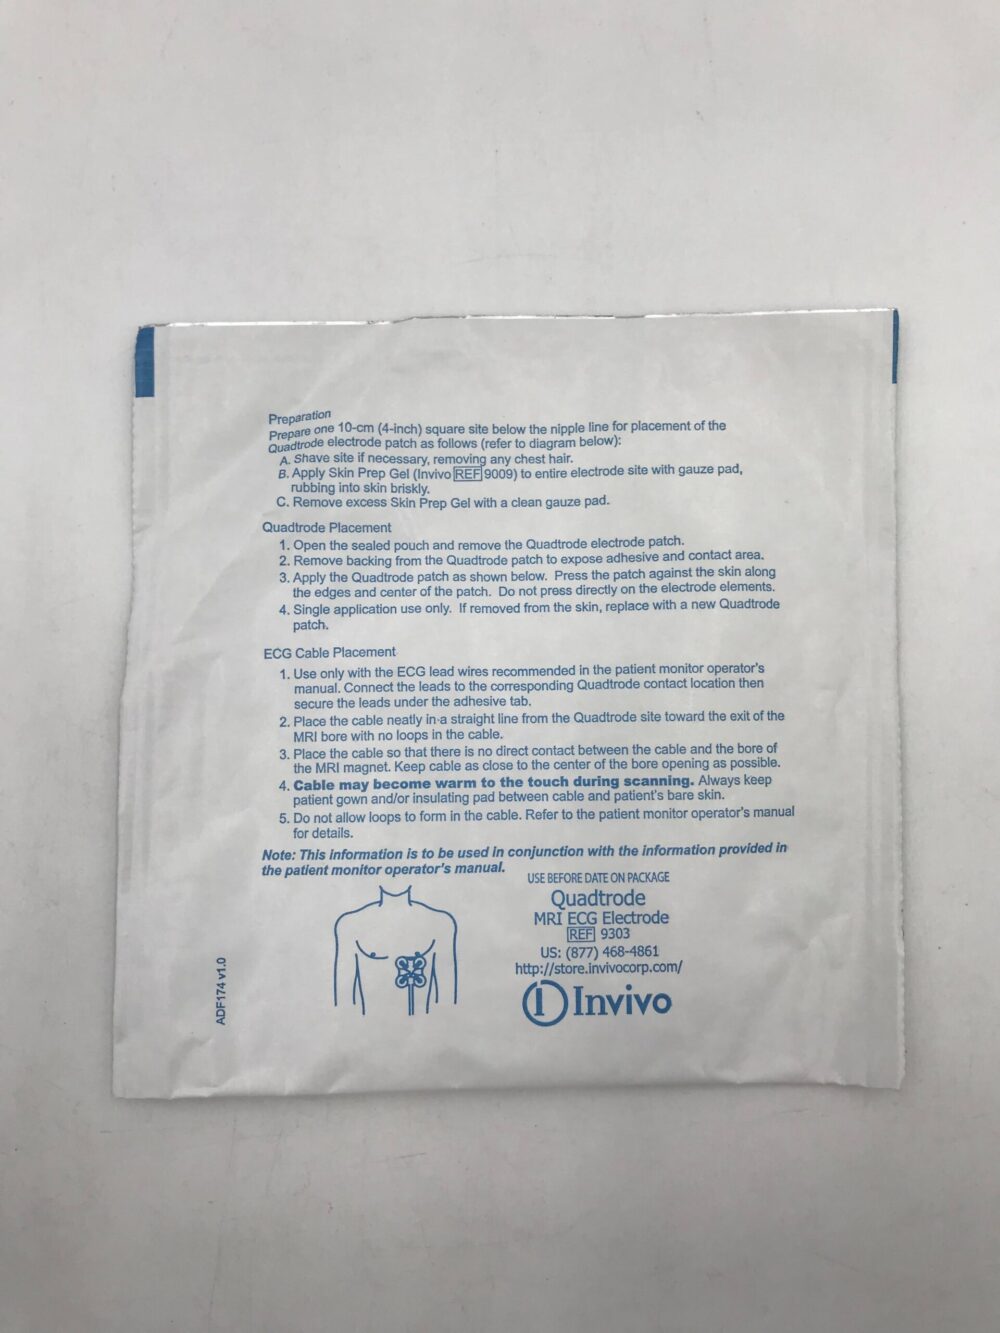 Preparation
Prepare one 10-cm (4-inch) square site below the nipple line for placement of the
Quadtrode electrode patch as follows (refer to diagram below):
A. Shave site if necessary, removing any chest hair.
B. Apply Skin Prep Gel (Invivo REF 9009) to entire electrode site with gauze pad,
rubbing into skin briskly.
C. Remove excess Skin Prep Gel with a clean gauze pad.
Quadtrode Placement
1. Open the sealed pouch and remove the Quadtrode electrode patch.
2. Remove backing from the Quadtrode patch to expose adhesive and contact area.
3. Apply the Quadtrode patch as shown below. Press the patch against the skin along
the edges and center of the patch. Do not press directly on the electrode elements.
4. Single application use only. If removed from the skin, replace with a new Quadtrode
patch.
ECG Cable Placement
1. Use only with the ECG lead wires recommended in the patient monitor operator's
manual. Connect the leads to the corresponding Quadtrode contact location then
secure the leads under the adhesive tab.
2. Place the cable neatly in a straight line from the Quadtrode site toward the exit of the
MRI bore with no loops in the cable.
3. Place the cable so that there is no direct contact between the cable and the bore of
the MRI magnet. Keep cable as close to the center of the bore opening as possible.
4. Cable may become warm to the touch during scanning. Always keep
patient gown and/or insulating pad between cable and patient's bare skin.
5. Do not allow loops to form in the cable. Refer to the patient monitor operator's manual
for details.
Note: This information is to be used in conjunction with the information provided in
the patient monitor operator's manual.
USE BEFORE DATE ON PACKAGE
Quadtrode
MRI ECG Electrode
REF 9303
US: (877) 468-4861
http://store.invivocorp.com/
Invivo
ADF174 v1.0